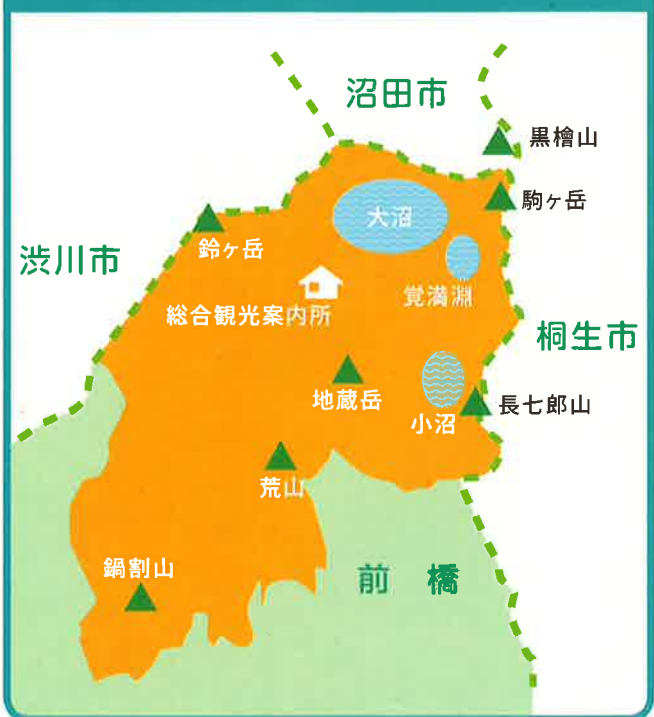 沼田市
黒檜山
駒ヶ岳
大沼
鈴ヶ岳
渋川市
覚満淵
総合観光案内所
桐生市
地蔵岳
長七郎山
小沼
荒山
鍋割山
前 橋